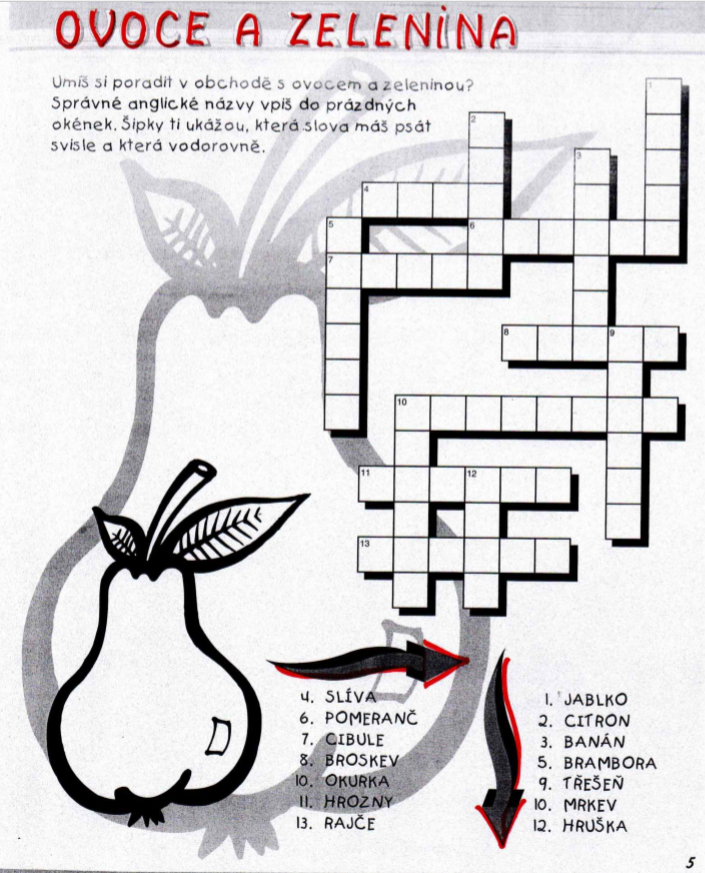 OVOCE A ZELENINA
Umíš si poradit v obchodě s ovocem a zeleninou?
Správné anglické názvy vpiš do prázdných
okének. Šipky ti ukážou, která slova máš psát
svisle a která vodorovně.
1
2
3
4
5
6
7
8
9
10
11
12
13
4. SLÍVA
6. POMERANČ
7. CIBULE
8. BROSKEV
10. OKURKA
11. HROZNY
13. RAJČE
1. JABLKO
2. CITRON
3. BANÁN
5. BRAMBORA
9. TŘEŠEŇ
10. MRKEV
12. HRUŠKA
5